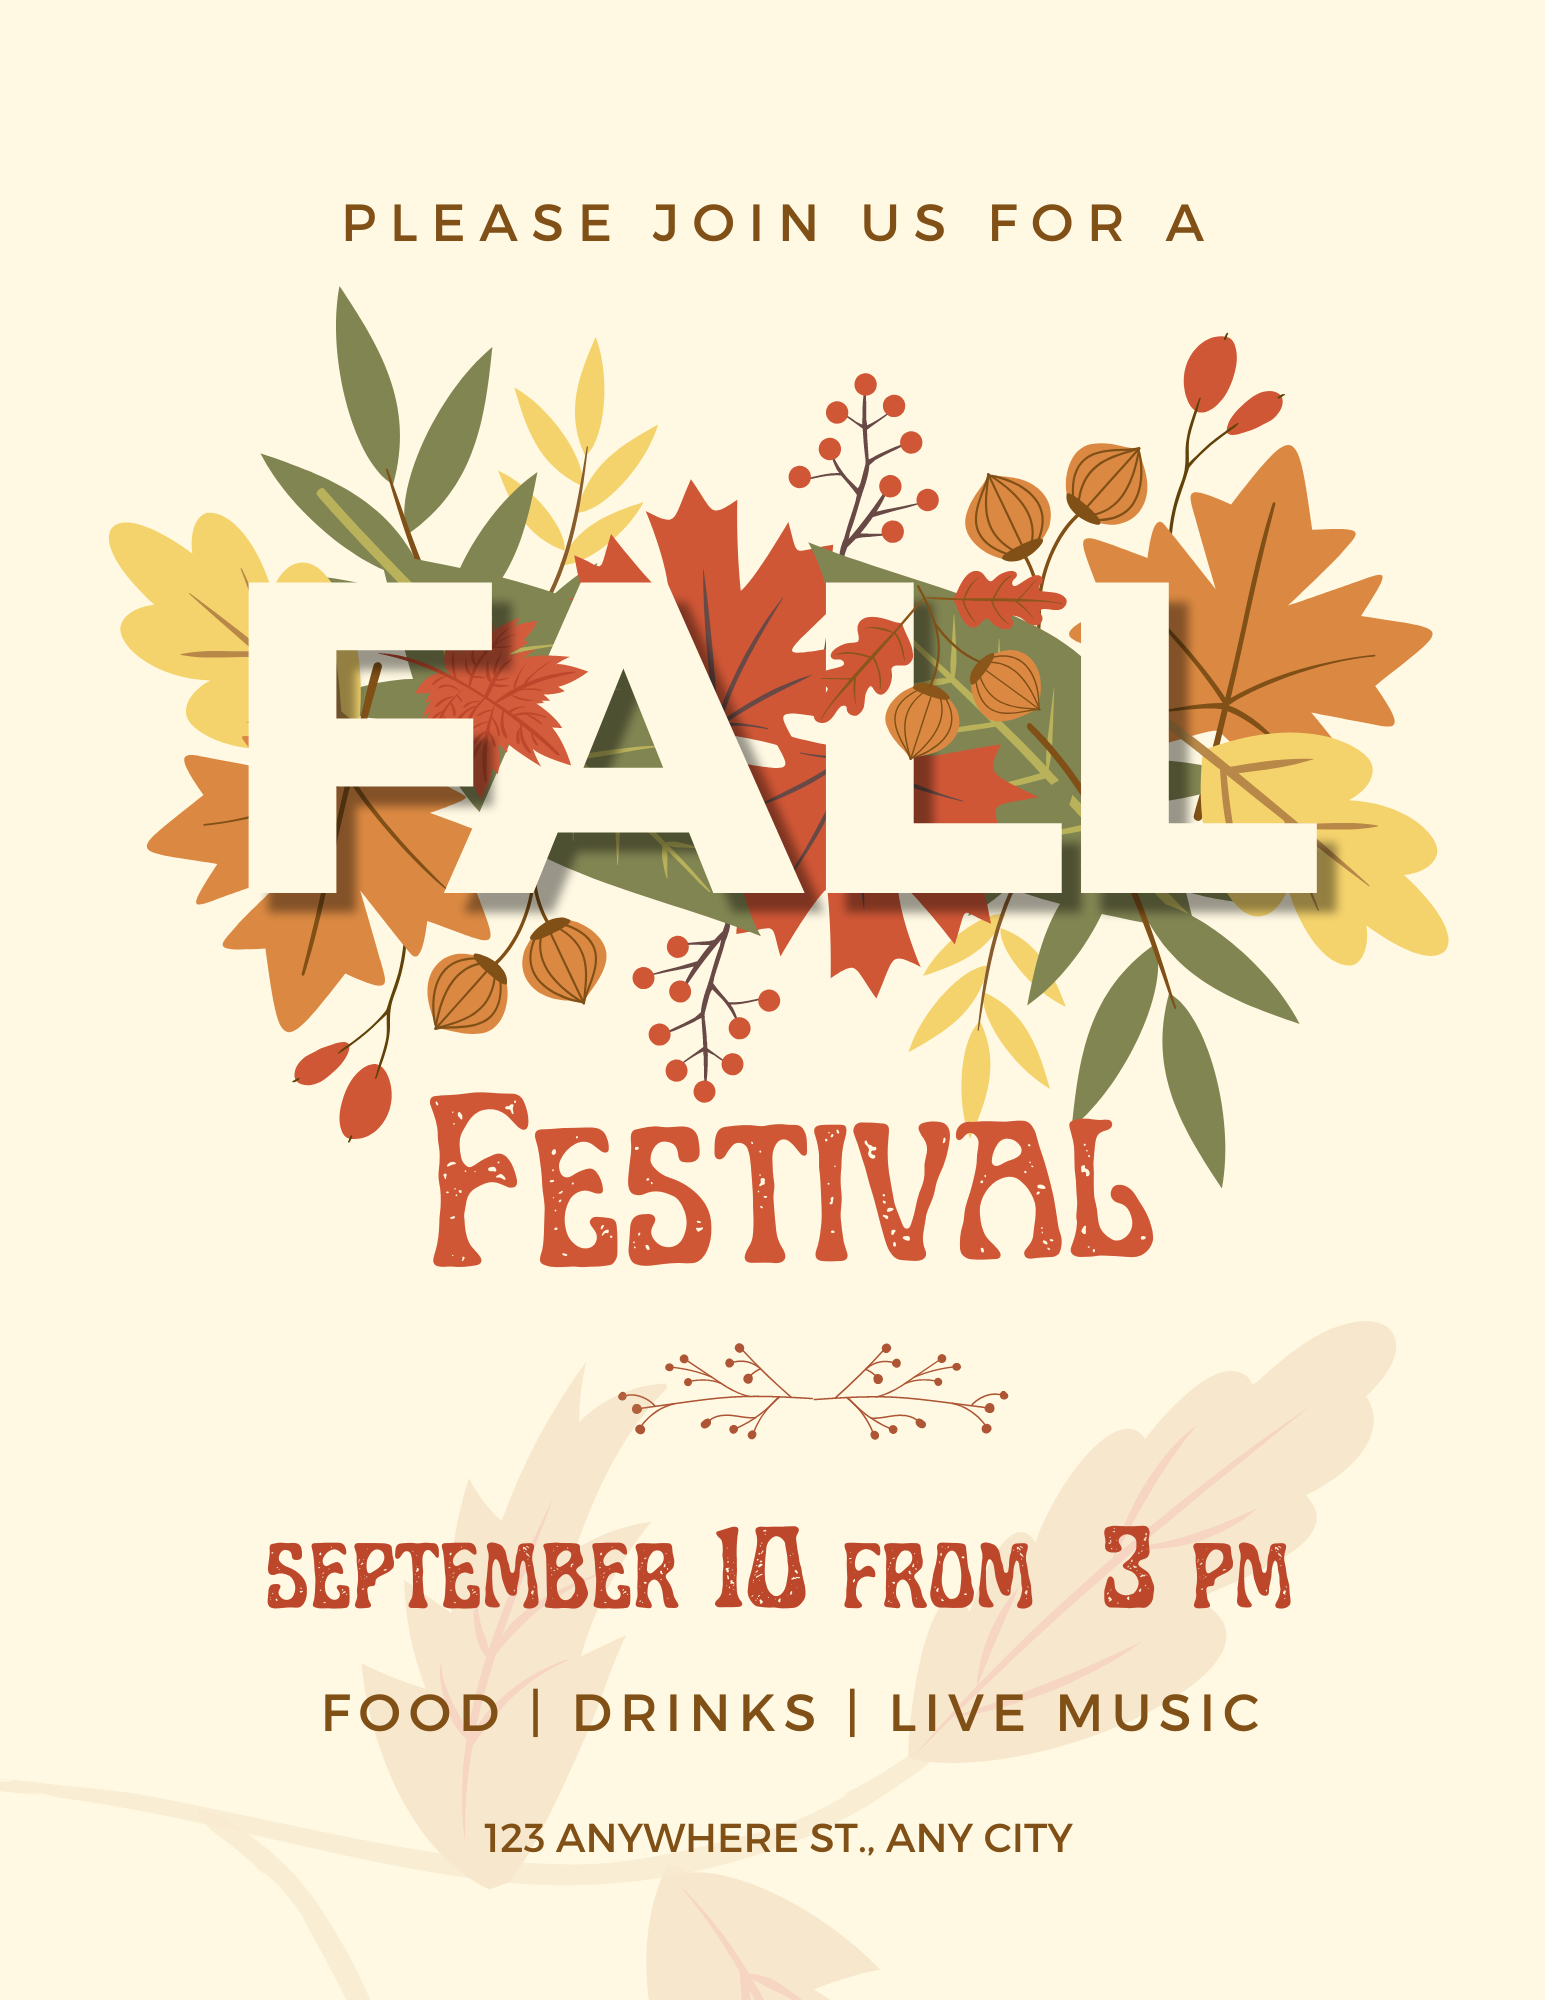 PLEASE JOIN US FOR A
FALL
FESTIVAL
SEPTEMBER 10 FROM 3 PM
FOOD | DRINKS | LIVE MUSIC
123 ANYWHERE ST., ANY CITY